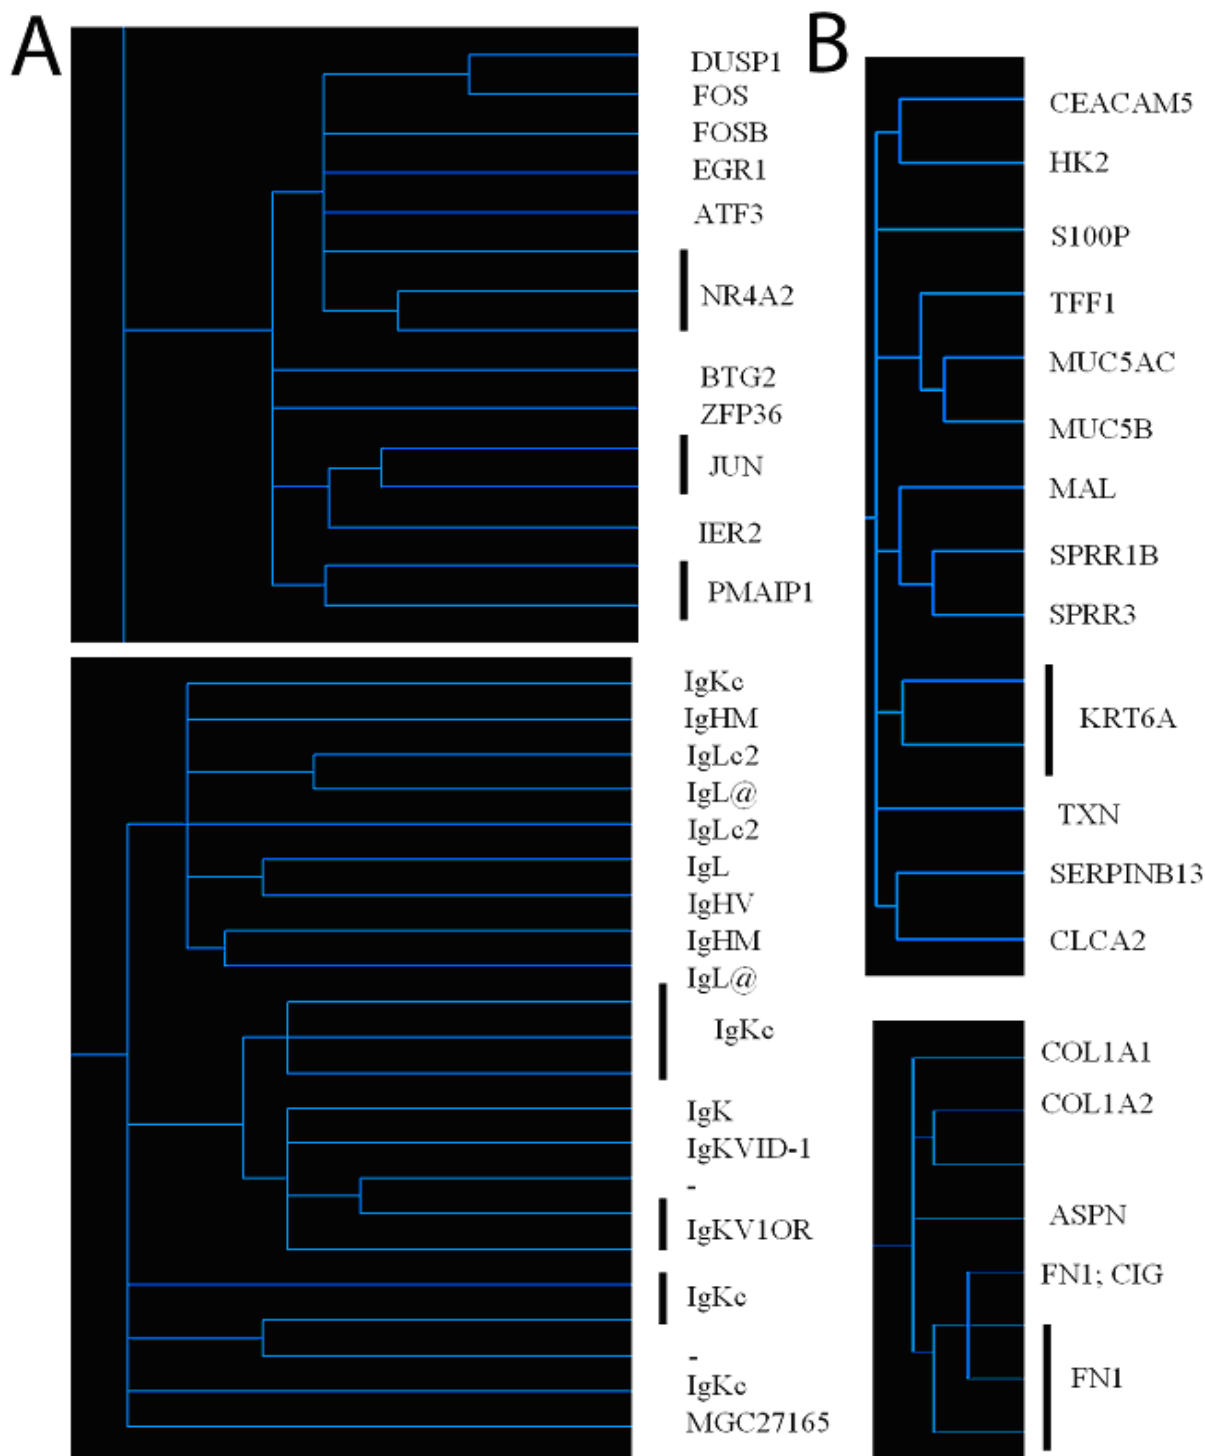 A
DUSP1
FOS
FOSB
EGR1
ATF3
NR4A2
BTG2
ZFP36
JUN
IER2
PMAIP1
IgKc
IgHM
IgLc2
IgL@
IgLc2
IgL
IgHV
IgHM
IgL@
IgKc
IgK
IgKVID-1
-
IgKV1OR
IgKc
-
IgKc
MGC27165
B
CEACAM5
HK2
S100P
TFF1
MUC5AC
MUC5B
MAL
SPRR1B
SPRR3
KRT6A
TXN
SERPINB13
CLCA2
COL1A1
COL1A2
ASPN
FN1; CIG
FN1